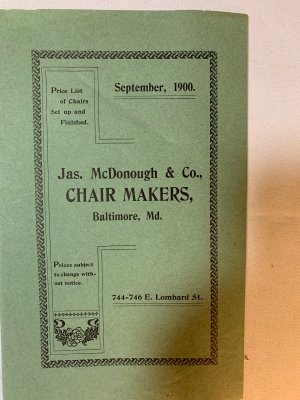 Price List
of Chairs
Set up and
Finished.
September, 1900.
Jas. McDonough & Co.,
CHAIR MAKERS,
Baltimore, Md.
Prices subject
to change with-
out notice.
744-746 E. Lombard St.